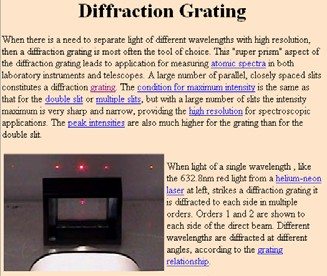 Diffraction Grating
When there is a need to separate light of different wavelengths with high resolution,
then a diffraction grating is most often the tool of choice. This "super prism" aspect of
the diffraction grating leads to application for measuring atomic spectra in both
laboratory instruments and telescopes. A large number of parallel, closely spaced slits
constitutes a diffraction grating. The condition for maximum intensity is the same as
that for the double slit or multiple slits, but with a large number of slits the intensity
maximum is very sharp and narrow, providing the high resolution for spectroscopic
applications. The peak intensities are also much higher for the grating than for the
double slit.
When light of a single wavelength , like
the 632.8nm red light from a helium-neon
laser at left, strikes a diffraction grating it
is diffracted to each side in multiple
orders. Orders 1 and 2 are shown to
each side of the direct beam. Different
wavelengths are diffracted at different
angles, according to the grating
relationship.